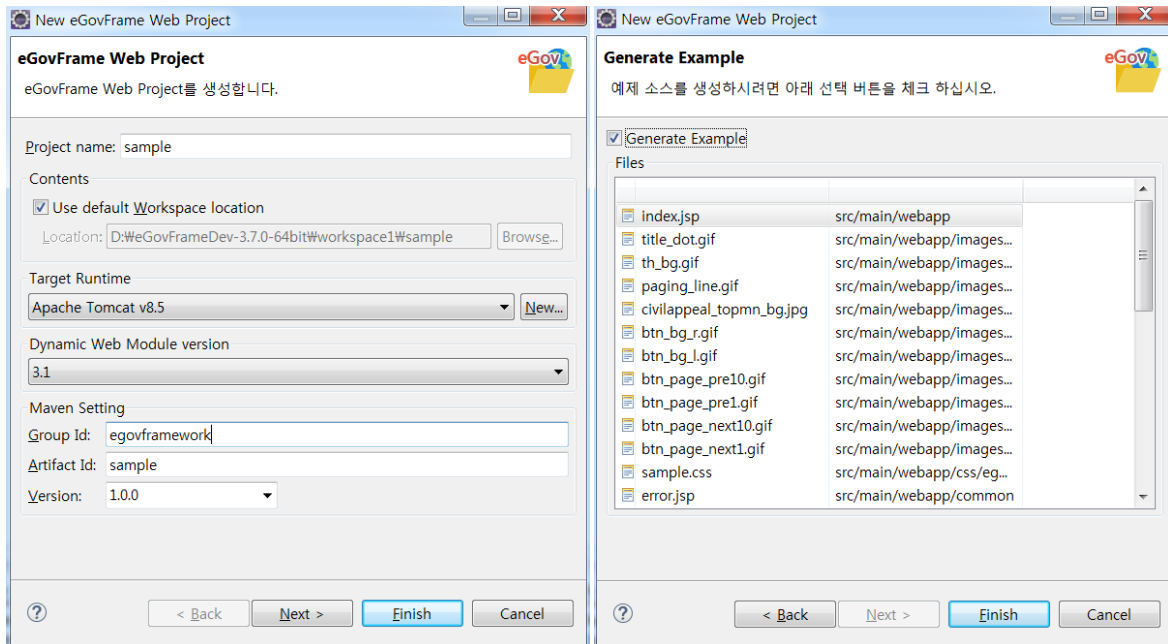 New eGovFrame Web Project
eGovFrame Web Project
eGovFrame Web Project를 생성합니다.
eGov
Project name: sample
Contents
Use default Workspace location
Location: D:₩eGovFrameDev-3.7.0-64bit₩workspace1₩sample Browse...
Target Runtime
Apache Tomcat v8.5 New...
Dynamic Web Module version
3.1
Maven Setting
Group Id: egovframework
Artifact Id: sample
Version: 1.0.0
? < Back Next > Finish Cancel
New eGovFrame Web Project
Generate Example
예제 소스를 생성하시려면 아래 선택 버튼을 체크 하십시오.
eGov
Generate Example
Files
index.jsp src/main/webapp
title_dot.gif src/main/webapp/images...
th_bg.gif src/main/webapp/images...
paging_line.gif src/main/webapp/images...
civilappeal_topmn_bg.jpg src/main/webapp/images...
btn_bg_r.gif src/main/webapp/images...
btn_bg_l.gif src/main/webapp/images...
btn_page_pre10.gif src/main/webapp/images...
btn_page_pre1.gif src/main/webapp/images...
btn_page_next10.gif src/main/webapp/images...
btn_page_next1.gif src/main/webapp/images...
sample.css src/main/webapp/css/eg...
error.jsp src/main/webapp/common
? < Back Next > Finish Cancel